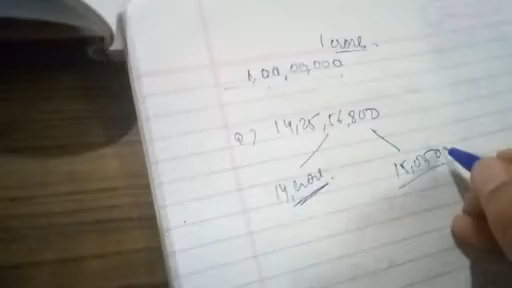 1 crore.
1,00,00,000
2) 14,25,56,800
14, crore.
15,050